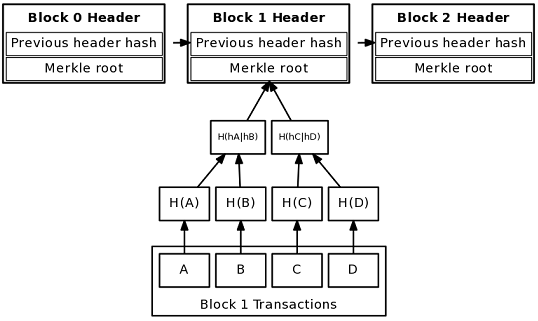 Block 0 Header
Block 1 Header
Block 2 Header
Previous header hash
Previous header hash
Previous header hash
Merkle root
Merkle root
Merkle root
H(hA|hB)
H(hC|hD)
H(A)
H(B)
H(C)
H(D)
A
B
C
D
Block 1 Transactions